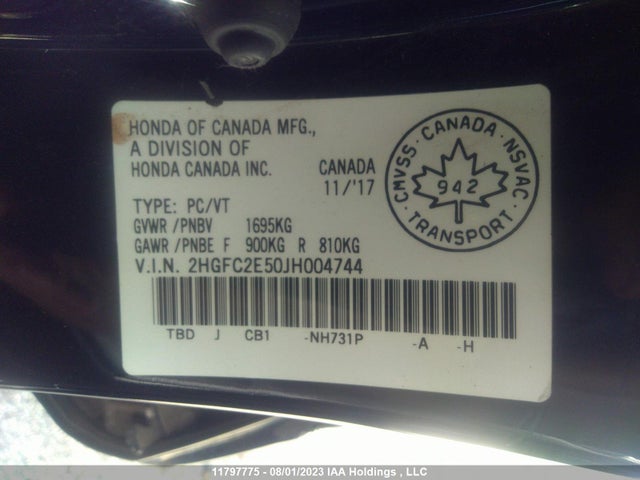 HONDA OF CANADA MFG.,
A DIVISION OF
HONDA CANADA INC.
CANADA
11/'17
TYPE: PC/VT
GVWR /PNBV 1695KG
GAWR /PNBE F 900KG R 810KG
V.I.N. 2HGFC2E50JH004744
TBD J CB1 -NH731P -A -H
CMVSS · CANADA · NSVAC
942
· TRANSPORT ·
11797775 - 08/01/2023 IAA Holdings , LLC